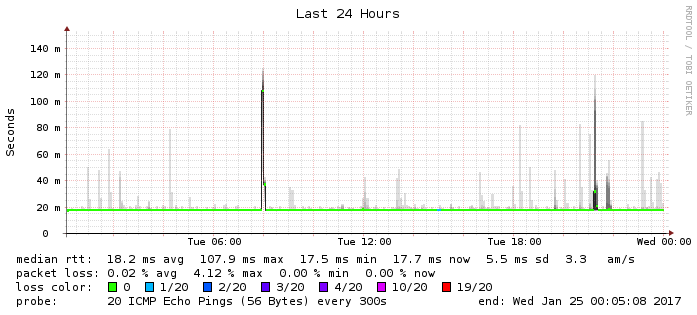 Last 24 Hours
RRDTOOL / TOBI OETIKER
Seconds
140 m
120 m
100 m
80 m
60 m
40 m
20 m
0
Tue 06:00 Tue 12:00 Tue 18:00 Wed 00:00
median rtt: 18.2 ms avg 107.9 ms max 17.5 ms min 17.7 ms now 5.5 ms sd 3.3 am/s
packet loss: 0.02 % avg 4.12 % max 0.00 % min 0.00 % now
loss color: 0 1/20 2/20 3/20 4/20 10/20 19/20
probe: 20 ICMP Echo Pings (56 Bytes) every 300s end: Wed Jan 25 00:05:08 2017